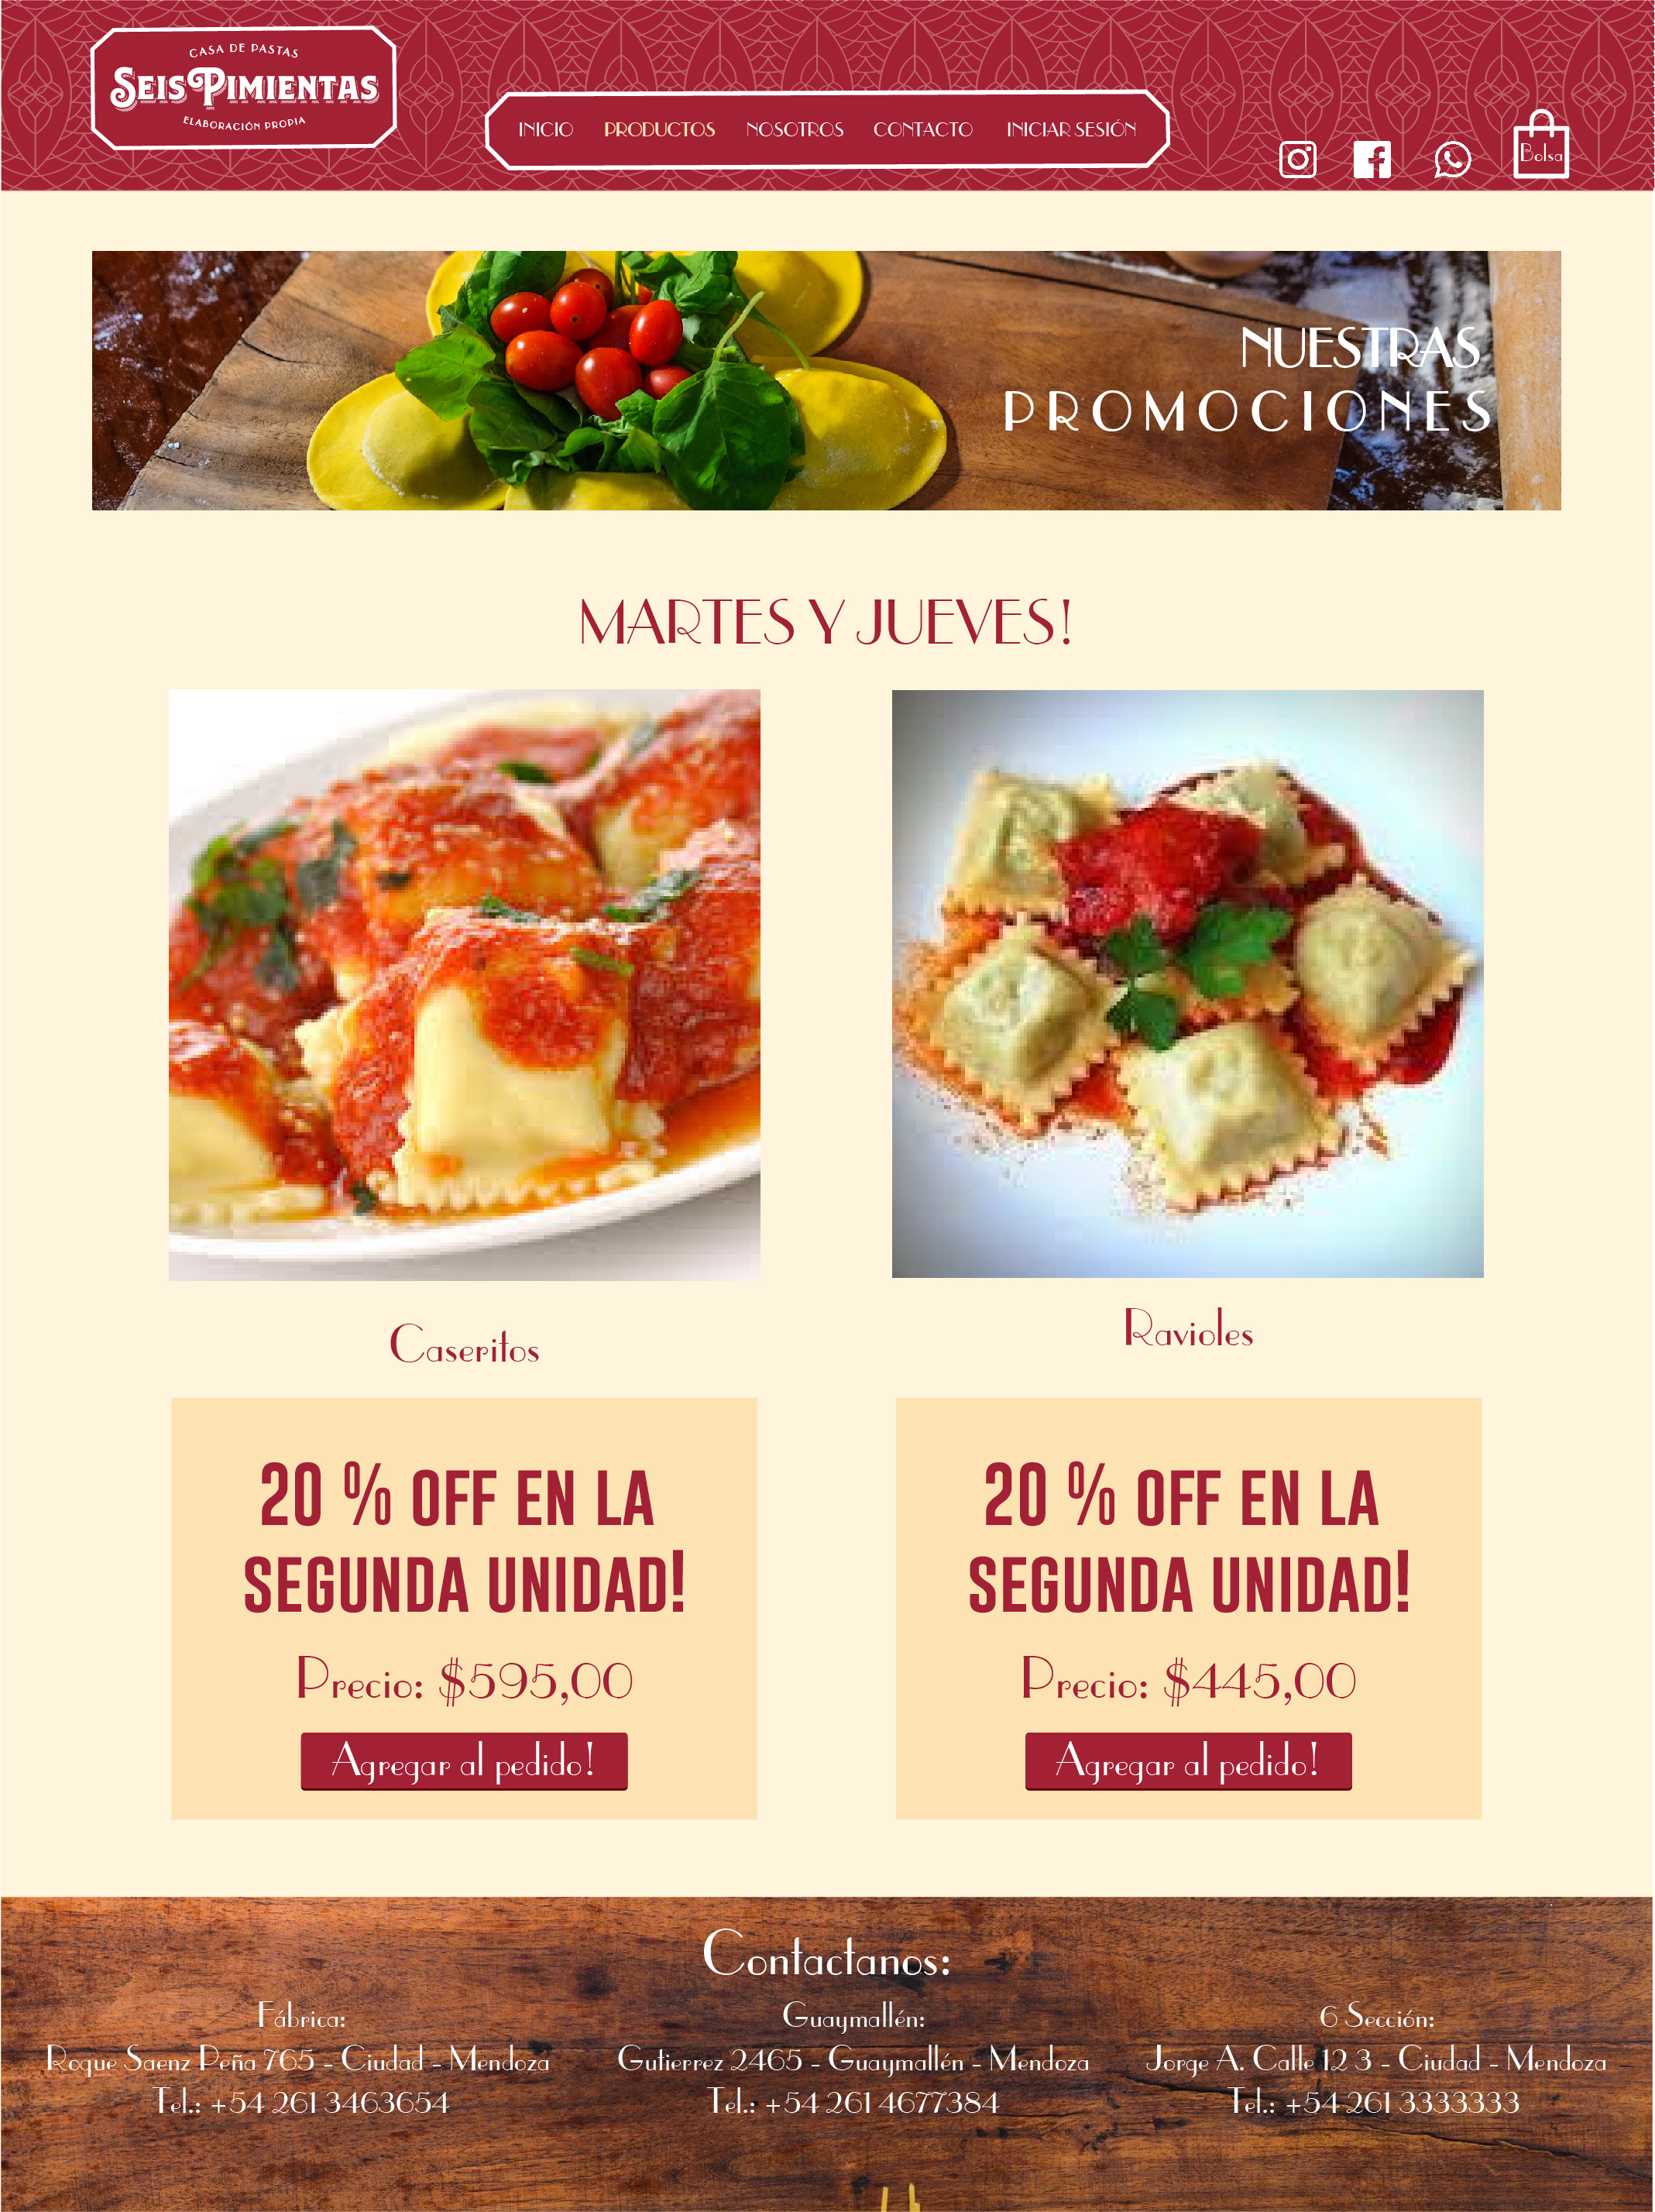 CASA DE PASTAS
SEIS PIMIENTAS
ELABORACIÓN PROPIA
INICIO PRODUCTOS NOSOTROS CONTACTO INICIAR SESIÓN
Bolsa
NUESTRAS
PROMOCIONES
MARTES Y JUEVES!
Caseritos
Ravioles
20 % OFF EN LA
SEGUNDA UNIDAD!
Precio: $595,00
Agregar al pedido!
20 % OFF EN LA
SEGUNDA UNIDAD!
Precio: $445,00
Agregar al pedido!
Contactanos:
Fábrica:
Roque Saenz Peña 765 - Ciudad - Mendoza
Tel.: +54 261 3463654
Guaymallén:
Gutierrez 2465 - Guaymallén - Mendoza
Tel.: +54 261 4677384
6 Sección:
Jorge A. Calle 12 3 - Ciudad - Mendoza
Tel.: +54 261 3333333